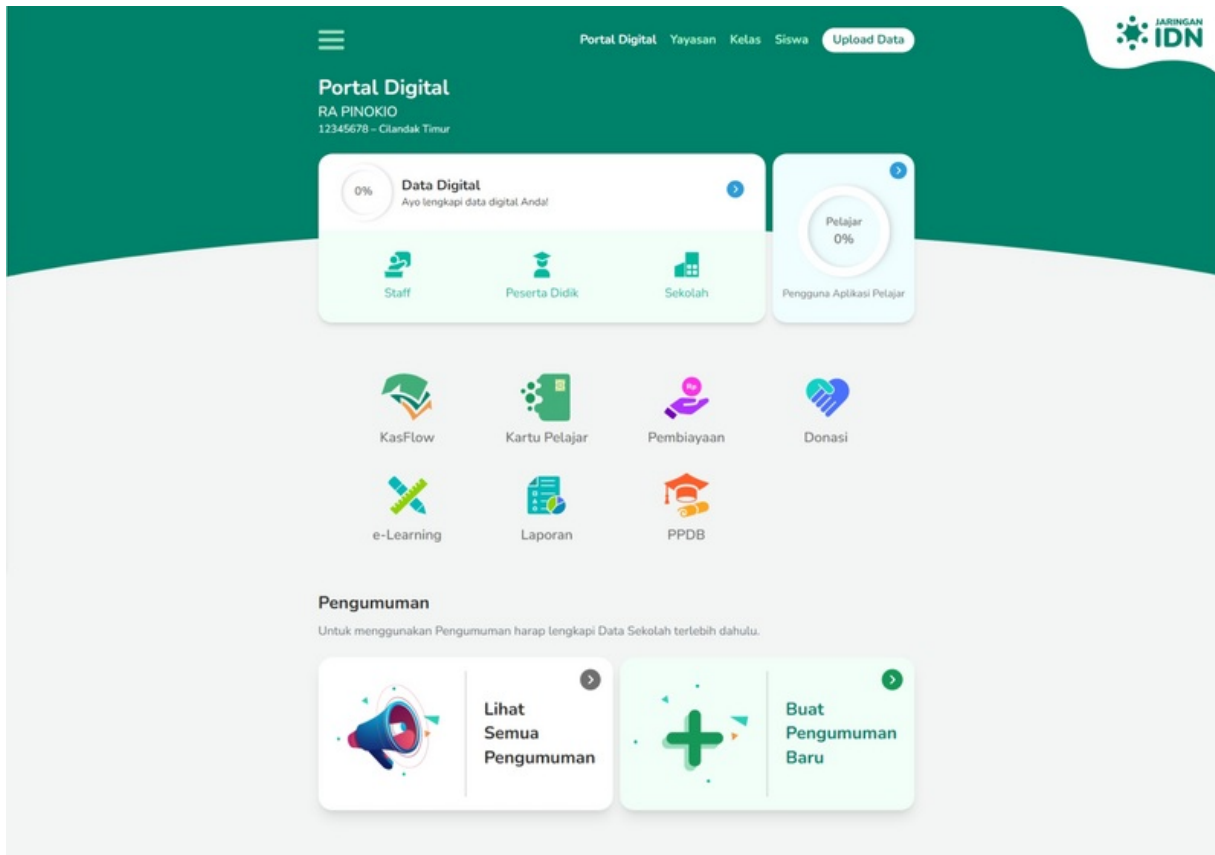 JARINGAN
IDN
Portal Digital Yayasan Kelas Siswa Upload Data
Portal Digital
RA PINOKIO
12345678 – Cilandak Timur
0%
Data Digital
Ayo lengkapi data digital Anda!
Staff Peserta Didik Sekolah
Pelajar
0%
Pengguna Aplikasi Pelajar
Rp
KasFlow Kartu Pelajar Pembiayaan Donasi
e-Learning Laporan PPDB
Pengumuman
Untuk menggunakan Pengumuman harap lengkapi Data Sekolah terlebih dahulu.
Lihat
Semua
Pengumuman
Buat
Pengumuman
Baru